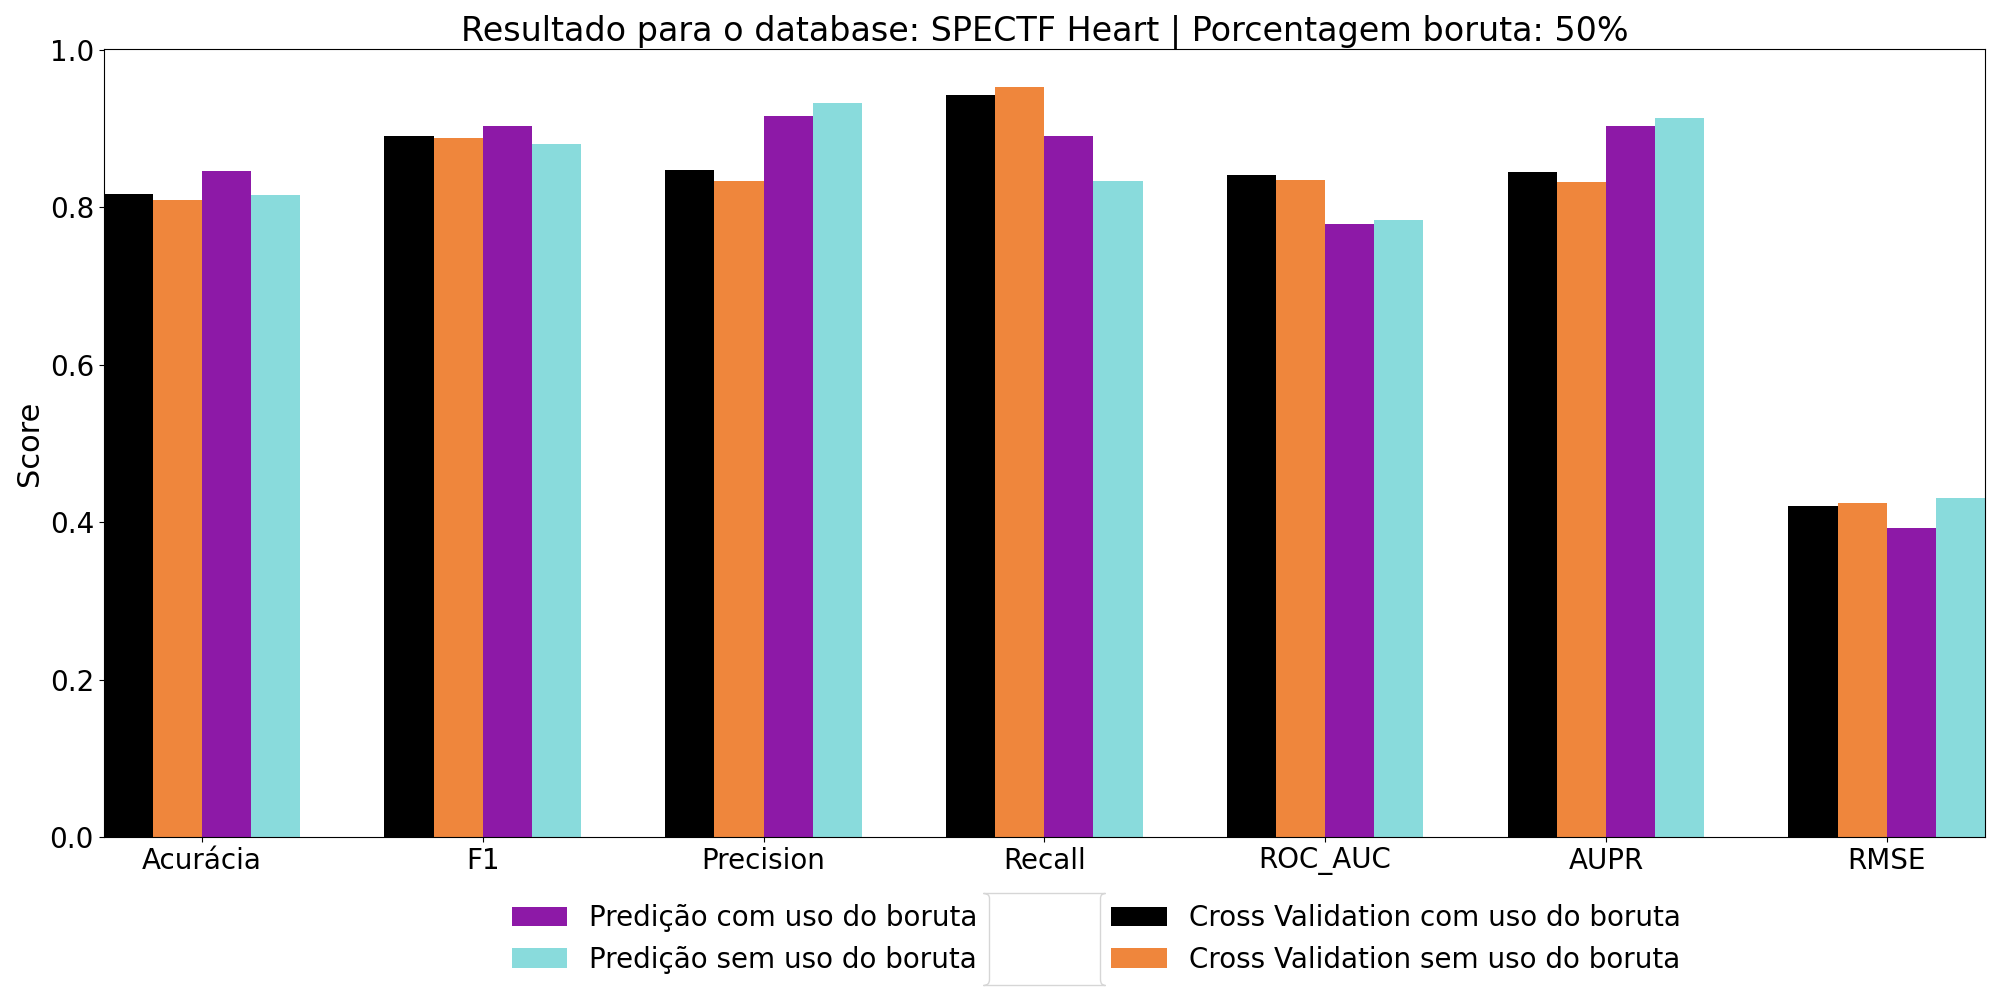 Resultado para o database: SPECTF Heart | Porcentagem boruta: 50%
1.0
0.8
0.6
0.4
0.2
0.0
Score
Acurácia F1 Precision Recall ROC_AUC AUPR RMSE
Predição com uso do boruta
Predição sem uso do boruta
Cross Validation com uso do boruta
Cross Validation sem uso do boruta